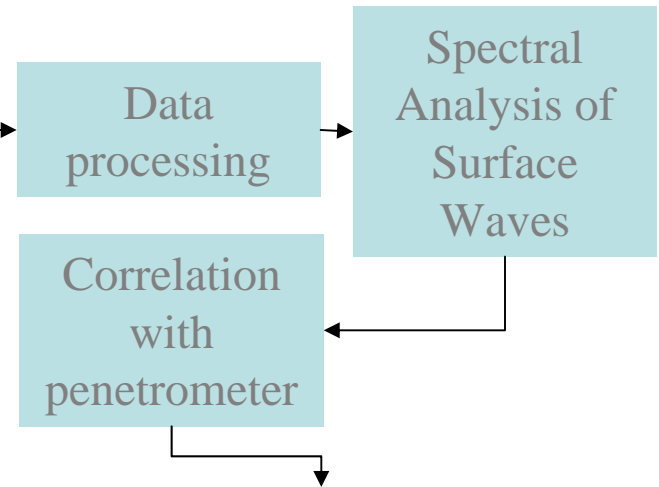 Data
processing
Spectral
Analysis of
Surface
Waves
Correlation
with
penetrometer